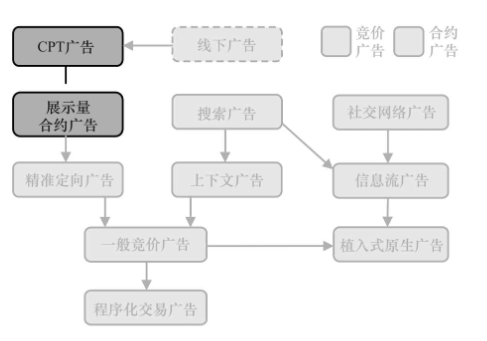 CPT广告
线下广告
竞价
广告
合约
广告
展示量
合约广告
搜索广告
社交网络广告
精准定向广告
上下文广告
信息流广告
一般竞价广告
植入式原生广告
程序化交易广告